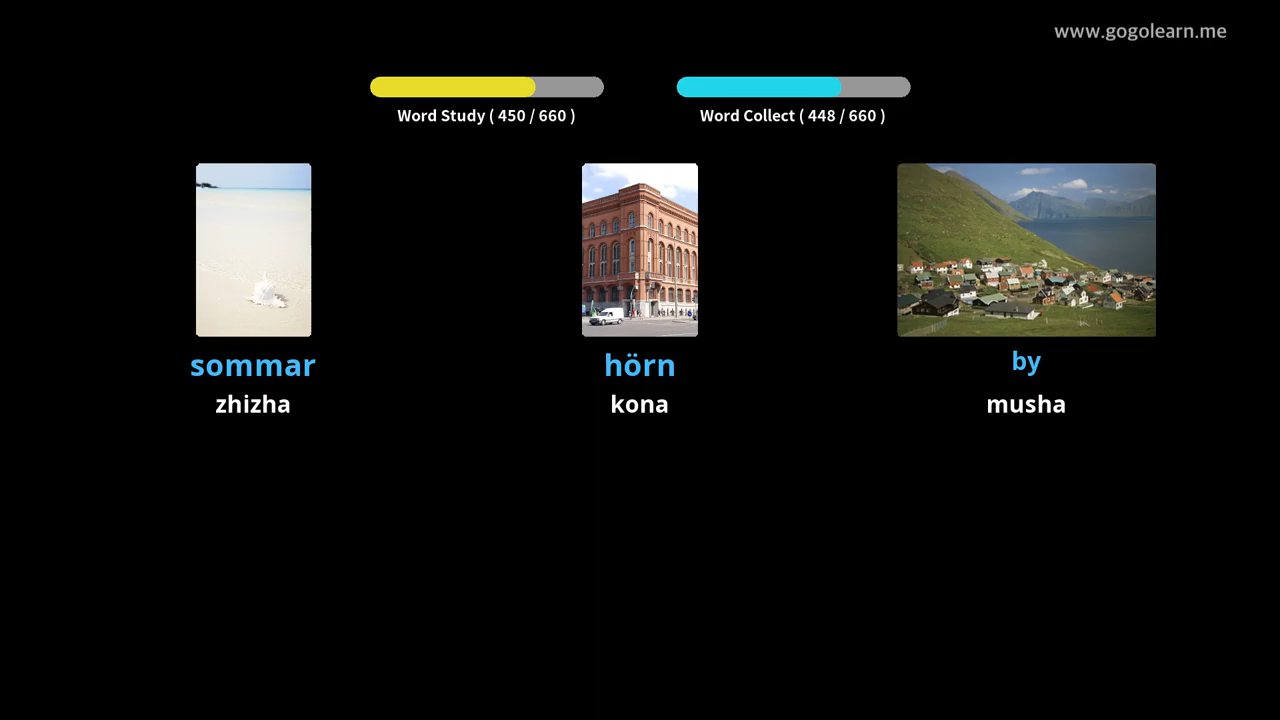 www.gogolearn.me
Word Study ( 450 / 660 )
Word Collect ( 448 / 660 )
sommar
zhizha
hörn
kona
by
musha